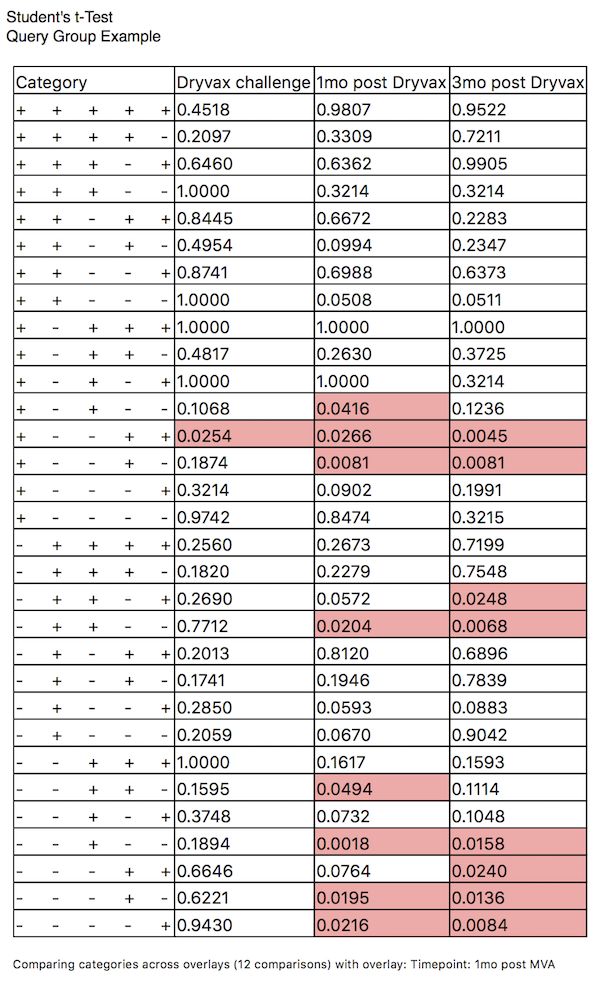 Student's t-Test
Query Group Example
Category Dryvax challenge 1mo post Dryvax 3mo post Dryvax
+ + + + + 0.4518 0.9807 0.9522
+ + + + - 0.2097 0.3309 0.7211
+ + + - + 0.6460 0.6362 0.9905
+ + + - - 1.0000 0.3214 0.3214
+ + - + + 0.8445 0.6672 0.2283
+ + - + - 0.4954 0.0994 0.2347
+ + - - + 0.8741 0.6988 0.6373
+ + - - - 1.0000 0.0508 0.0511
+ - + + + 1.0000 1.0000 1.0000
+ - + + - 0.4817 0.2630 0.3725
+ - + - + 1.0000 1.0000 0.3214
+ - + - - 0.1068 0.0416 0.1236
+ - - + + 0.0254 0.0266 0.0045
+ - - + - 0.1874 0.0081 0.0081
+ - - - + 0.3214 0.0902 0.1991
+ - - - - 0.9742 0.8474 0.3215
- + + + + 0.2560 0.2673 0.7199
- + + + - 0.1820 0.2279 0.7548
- + + - + 0.2690 0.0572 0.0248
- + + - - 0.7712 0.0204 0.0068
- + - + + 0.2013 0.8120 0.6896
- + - + - 0.1741 0.1946 0.7839
- + - - + 0.2850 0.0593 0.0883
- + - - - 0.2059 0.0670 0.9042
- - + + + 1.0000 0.1617 0.1593
- - + + - 0.1595 0.0494 0.1114
- - + - + 0.3748 0.0732 0.1048
- - + - - 0.1894 0.0018 0.0158
- - - + + 0.6646 0.0764 0.0240
- - - + - 0.6221 0.0195 0.0136
- - - - + 0.9430 0.0216 0.0084
Comparing categories across overlays (12 comparisons) with overlay: Timepoint: 1mo post MVA